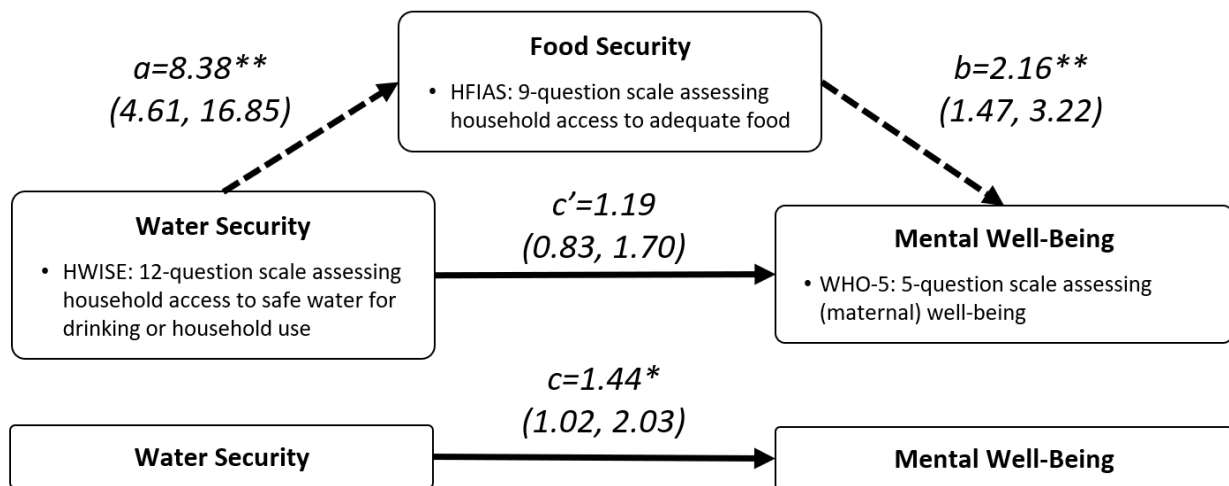 Food Security
• HFIAS: 9-question scale assessing
household access to adequate food
a=8.38**
(4.61, 16.85)
b=2.16**
(1.47, 3.22)
Water Security
• HWISE: 12-question scale assessing
household access to safe water for
drinking or household use
c’=1.19
(0.83, 1.70)
Mental Well-Being
• WHO-5: 5-question scale assessing
(maternal) well-being
c=1.44*
(1.02, 2.03)
Water Security
Mental Well-Being